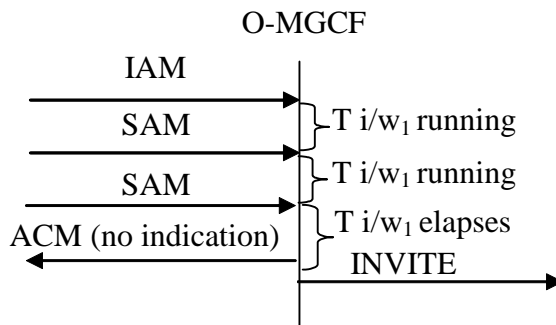 O-MGCF
IAM
T i/w1 running
SAM
T i/w1 running
SAM
T i/w1 elapses
ACM (no indication)
INVITE